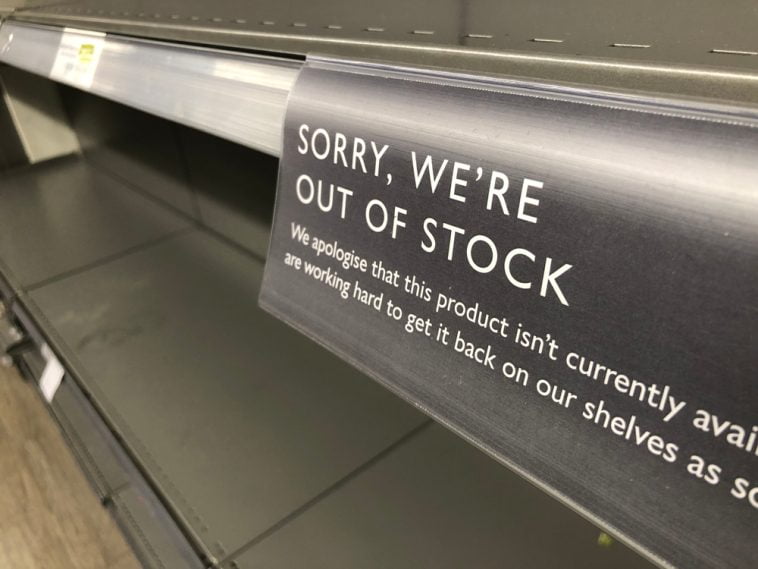 SORRY, WE'RE
OUT OF STOCK
We apologise that this product isn't currently avai
are working hard to get it back on our shelves as so